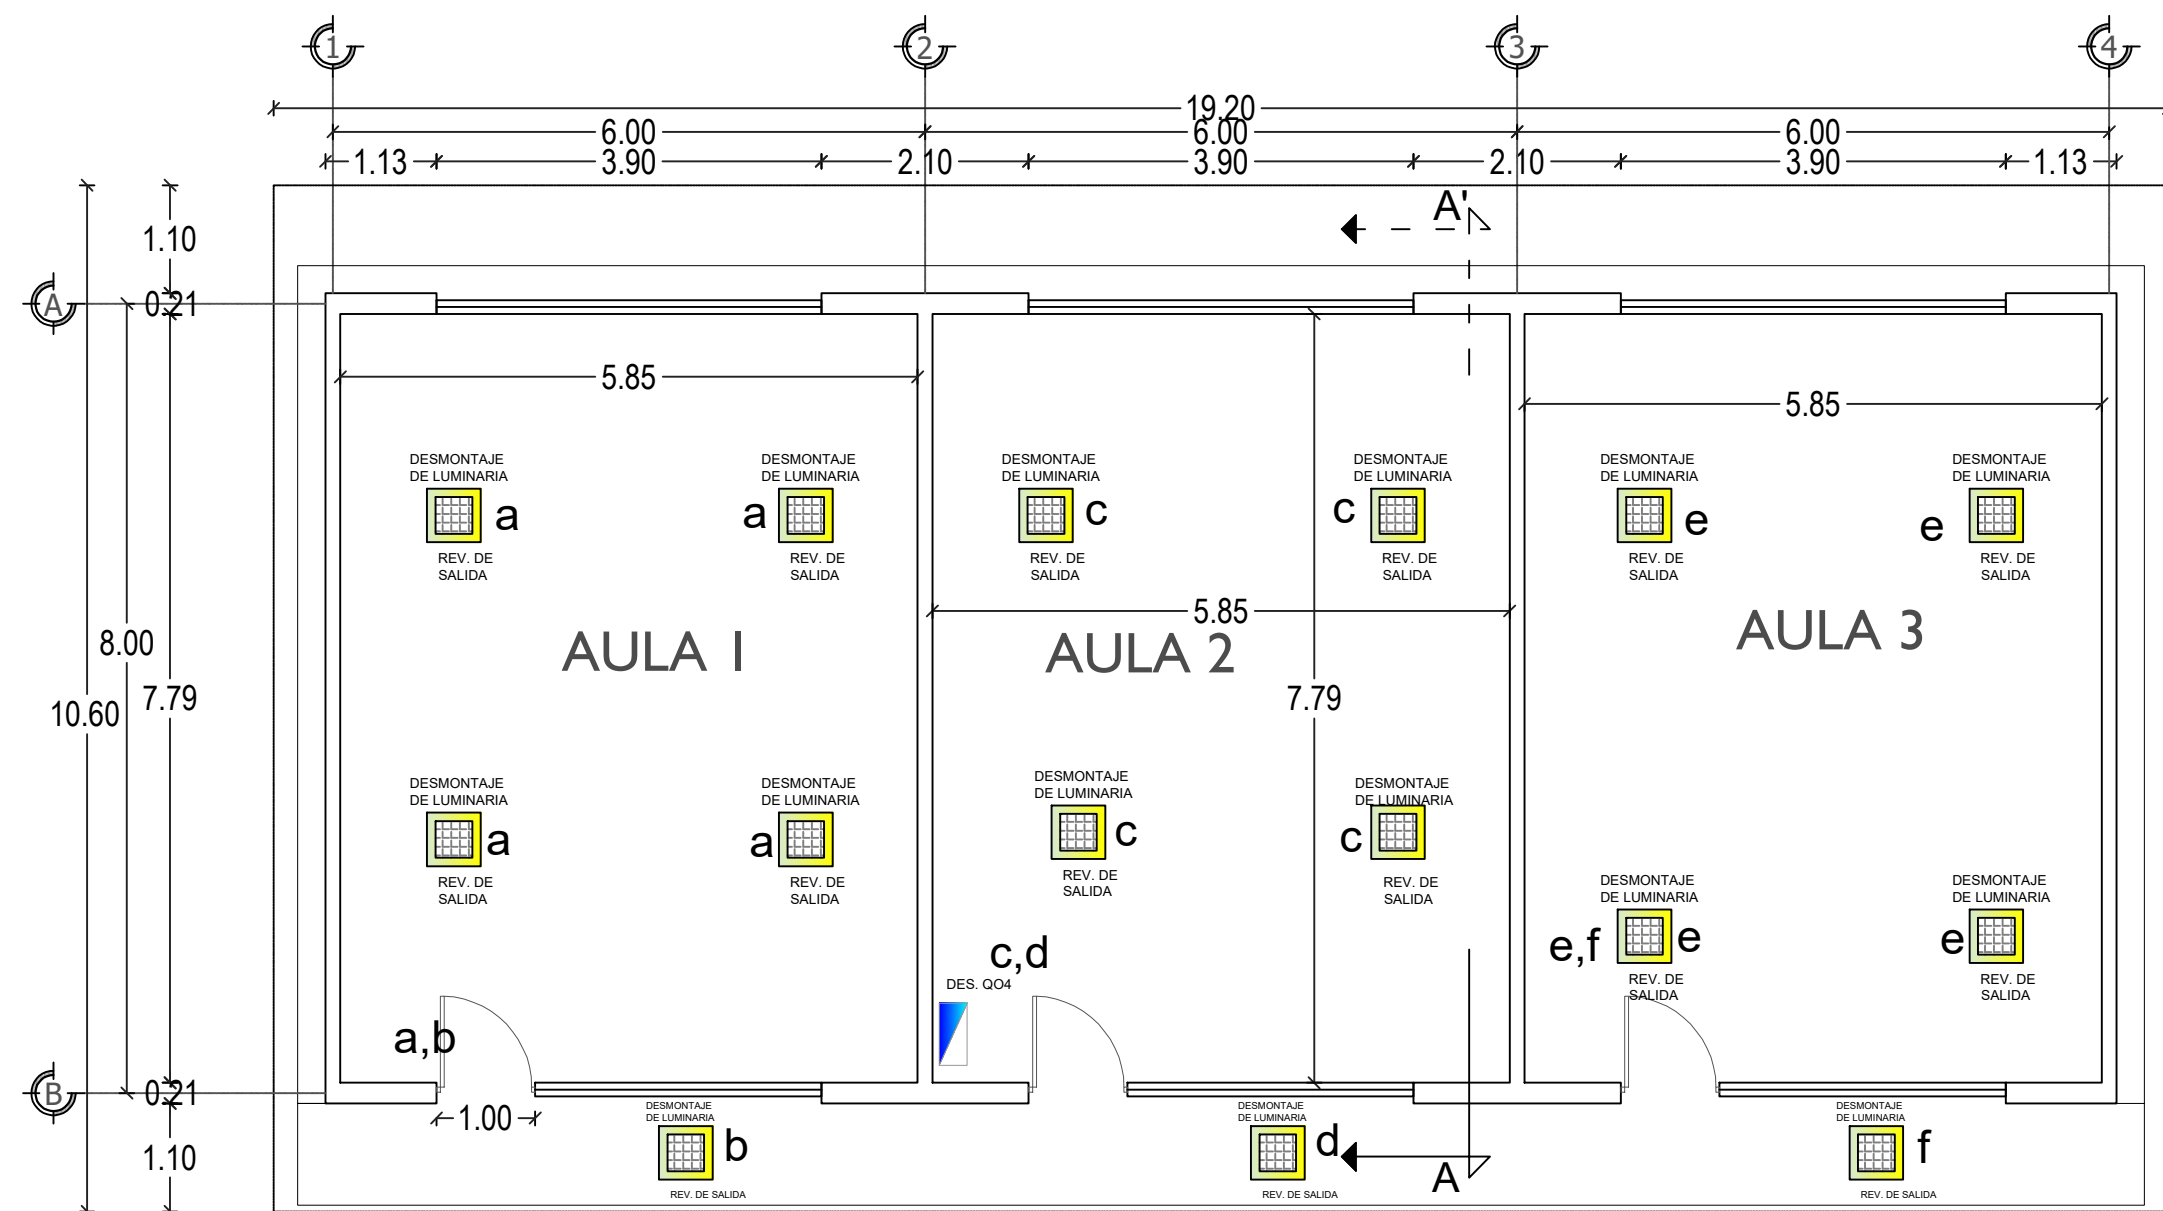 1
2
3
4
19.20
6.00
6.00
6.00
1.13
3.90
2.10
3.90
2.10
3.90
1.13
A'
1.10
A
0.21
5.85
5.85
DESMONTAJE
DE LUMINARIA
DESMONTAJE
DE LUMINARIA
DESMONTAJE
DE LUMINARIA
DESMONTAJE
DE LUMINARIA
DESMONTAJE
DE LUMINARIA
DESMONTAJE
DE LUMINARIA
a
a
c
c
e
e
REV. DE
SALIDA
REV. DE
SALIDA
REV. DE
SALIDA
REV. DE
SALIDA
REV. DE
SALIDA
REV. DE
SALIDA
5.85
AULA 1
AULA 2
AULA 3
8.00
7.79
10.60
7.79
DESMONTAJE
DE LUMINARIA
DESMONTAJE
DE LUMINARIA
DESMONTAJE
DE LUMINARIA
DESMONTAJE
DE LUMINARIA
a
a
c
c
REV. DE
SALIDA
REV. DE
SALIDA
REV. DE
SALIDA
REV. DE
SALIDA
DESMONTAJE
DE LUMINARIA
DESMONTAJE
DE LUMINARIA
e,f
e
e
REV. DE
SALIDA
REV. DE
SALIDA
c,d
DES. QO4
a,b
B
0.21
1.00
DESMONTAJE
DE LUMINARIA
DESMONTAJE
DE LUMINARIA
DESMONTAJE
DE LUMINARIA
b
d
f
1.10
A
REV. DE SALIDA
REV. DE SALIDA
REV. DE SALIDA